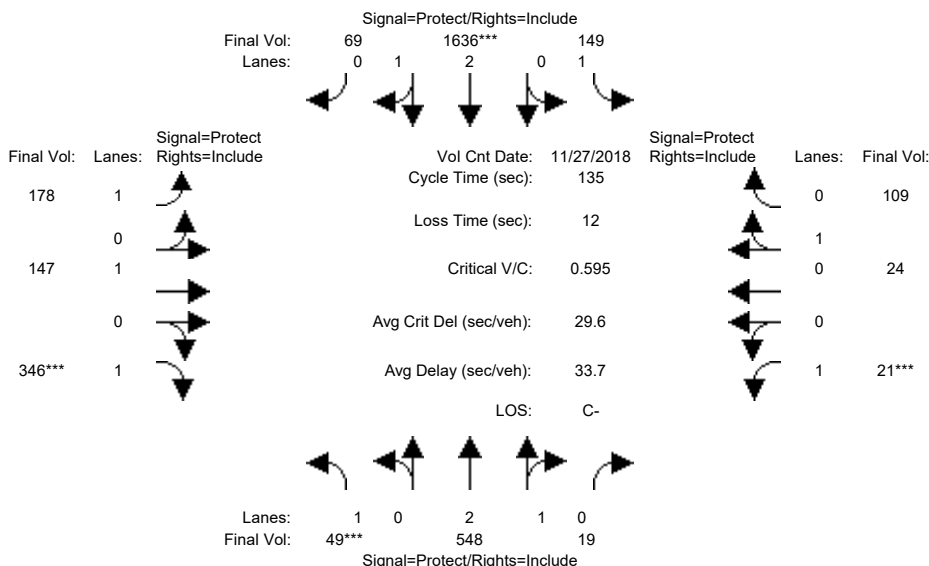 Signal=Protect/Rights=Include
Final Vol: 69 1636*** 149
Lanes: 0 1 2 0 1
Signal=Protect Signal=Protect
Final Vol: Lanes: Rights=Include Vol Cnt Date: 11/27/2018 Rights=Include Lanes: Final Vol:
Cycle Time (sec): 135
178 1 0 109
Loss Time (sec): 12
0 1
147 1 Critical V/C: 0.595 0 24
0 Avg Crit Del (sec/veh): 29.6 0
346*** 1 Avg Delay (sec/veh): 33.7 1 21***
LOS: C-
Lanes: 1 0 2 1 0
Final Vol: 49*** 548 19
Signal=Protect/Rights=Include